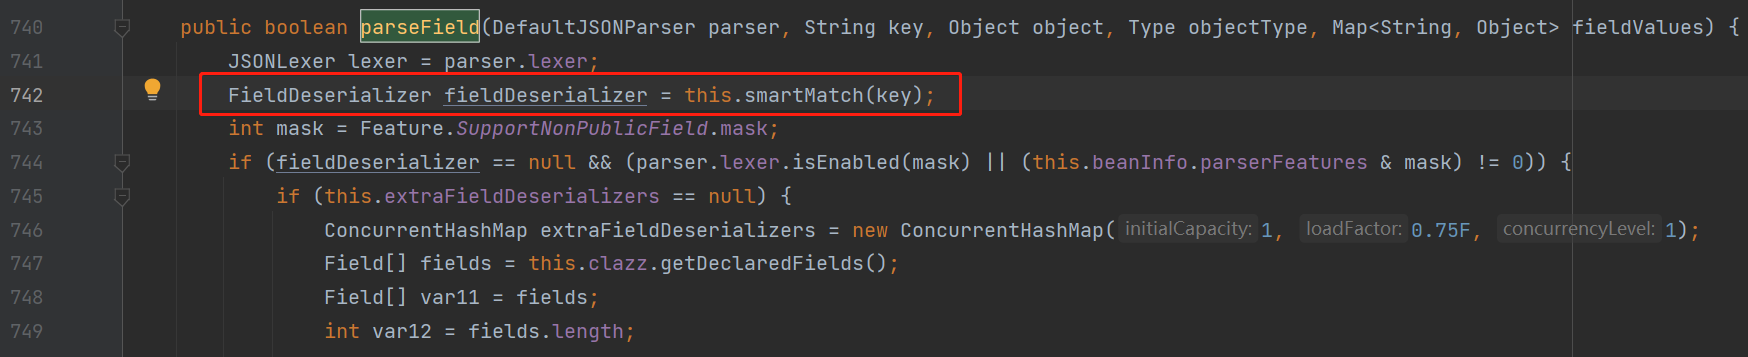 740 public boolean parseField(DefaultJSONParser parser, String key, Object object, Type objectType, Map<String, Object> fieldValues) {
741 JSONLexer lexer = parser.lexer;
742 FieldDeserializer fieldDeserializer = this.smartMatch(key);
743 int mask = Feature.SupportNonPublicField.mask;
744 if (fieldDeserializer == null && (parser.lexer.isEnabled(mask) || (this.beanInfo.parserFeatures & mask) != 0)) {
745 if (this.extraFieldDeserializers == null) {
746 ConcurrentHashMap extraFieldDeserializers = new ConcurrentHashMap( initialCapacity: 1, loadFactor: 0.75F, concurrencyLevel: 1);
747 Field[] fields = this.clazz.getDeclaredFields();
748 Field[] var11 = fields;
749 int var12 = fields.length;